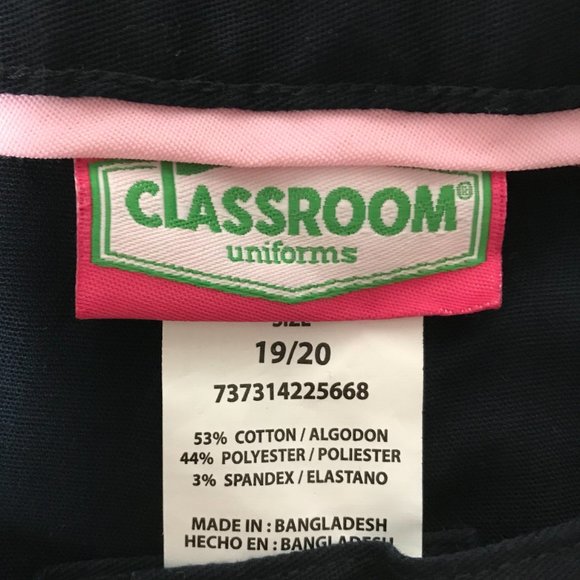 CLASSROOM®
uniforms
SIZE
19/20
737314225668
53% COTTON / ALGODON
44% POLYESTER / POLIESTER
3% SPANDEX / ELASTANO
MADE IN : BANGLADESH
HECHO EN : BANGLADESH